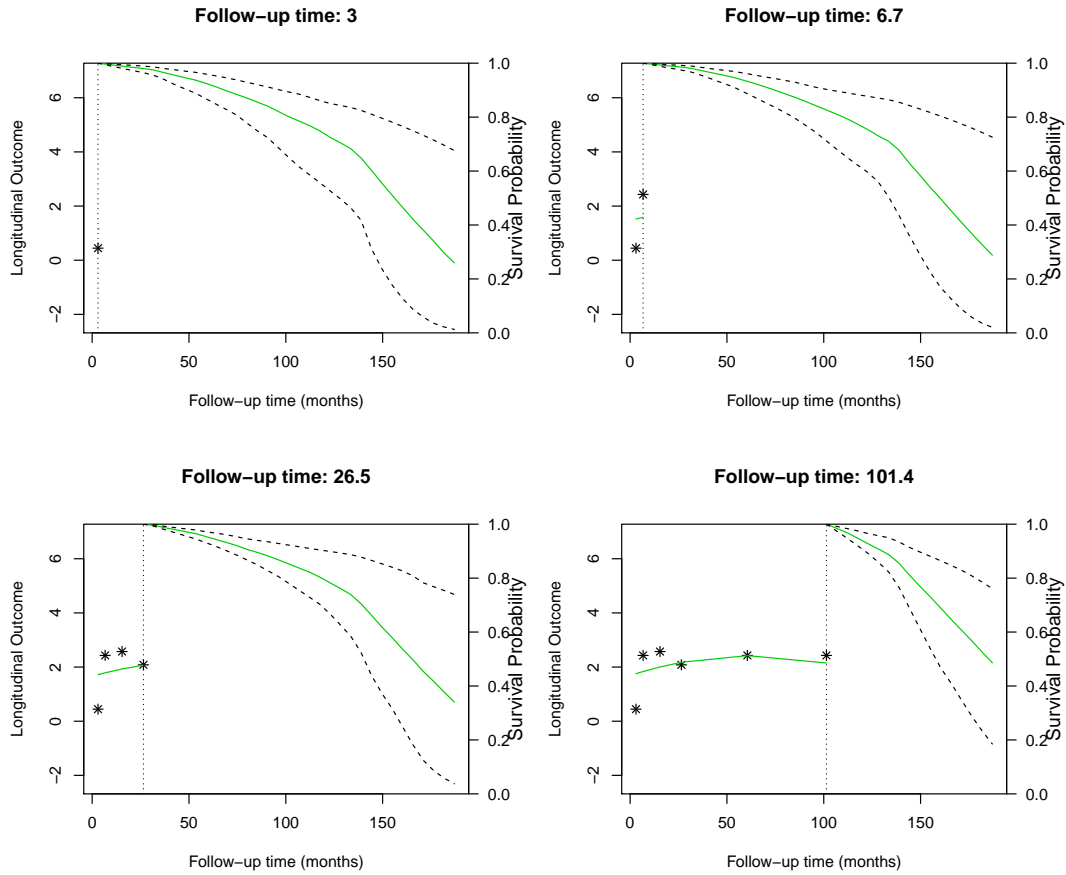 Follow−up time: 3
Longitudinal Outcome
6
4
2
0
−2
1.0
0.8
0.6
0.4
0.2
0.0
Survival Probability
0 50 100 150
Follow−up time (months)
Follow−up time: 6.7
Longitudinal Outcome
6
4
2
0
−2
1.0
0.8
0.6
0.4
0.2
0.0
Survival Probability
0 50 100 150
Follow−up time (months)
Follow−up time: 26.5
Longitudinal Outcome
6
4
2
0
−2
1.0
0.8
0.6
0.4
0.2
0.0
Survival Probability
0 50 100 150
Follow−up time (months)
Follow−up time: 101.4
Longitudinal Outcome
6
4
2
0
−2
1.0
0.8
0.6
0.4
0.2
0.0
Survival Probability
0 50 100 150
Follow−up time (months)